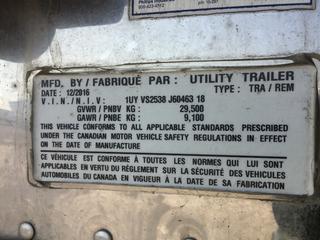 MFD. BY / FABRIQUÉ PAR : UTILITY TRAILER
DATE : 12/2016 TYPE : TRA / REM
V.I.N./N.I.V: 1UY VS2538 J60463 18
GVWR / PNBV KG : 29,500
GAWR / PNBE KG : 9,100
THIS VEHICLE CONFORMS TO ALL APPLICABLE STANDARDS PRESCRIBED
UNDER THE CANADIAN MOTOR VEHICLE SAFETY REGULATIONS IN EFFECT
ON THE DATE OF MANUFACTURE
CE VÉHICULE EST CONFORME À TOUTES LES NORMES QUI LUI SONT
APPLICABLES EN VERTU DU RÈGLEMENT SUR LA SÉCURITÉ DES VEHICULES
AUTOMOBILES DU CANADA EN VIGUEUR À LA DATE DE SA FABRICATION